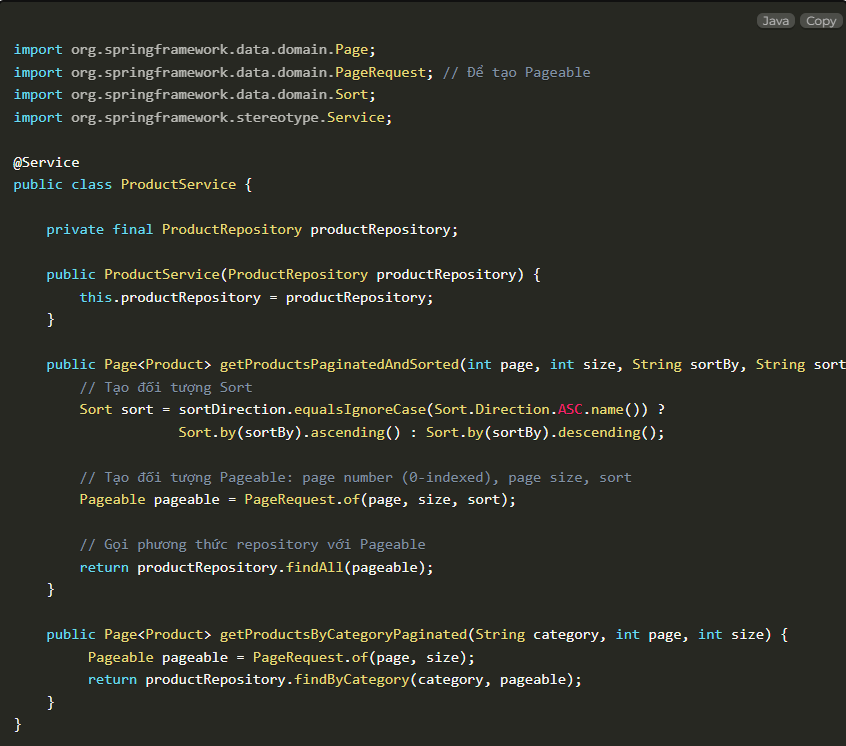 Java Copy
import org.springframework.data.domain.Page;
import org.springframework.data.domain.PageRequest; // Để tạo Pageable
import org.springframework.data.domain.Sort;
import org.springframework.stereotype.Service;
@Service
public class ProductService {
    private final ProductRepository productRepository;
    public ProductService(ProductRepository productRepository) {
        this.productRepository = productRepository;
    }
    public Page<Product> getProductsPaginatedAndSorted(int page, int size, String sortBy, String sort
        // Tạo đối tượng Sort
        Sort sort = sortDirection.equalsIgnoreCase(Sort.Direction.ASC.name()) ?
                    Sort.by(sortBy).ascending() : Sort.by(sortBy).descending();
        // Tạo đối tượng Pageable: page number (0-indexed), page size, sort
        Pageable pageable = PageRequest.of(page, size, sort);
        // Gọi phương thức repository với Pageable
        return productRepository.findAll(pageable);
    }
    public Page<Product> getProductsByCategoryPaginated(String category, int page, int size) {
         Pageable pageable = PageRequest.of(page, size);
         return productRepository.findByCategory(category, pageable);
    }
}